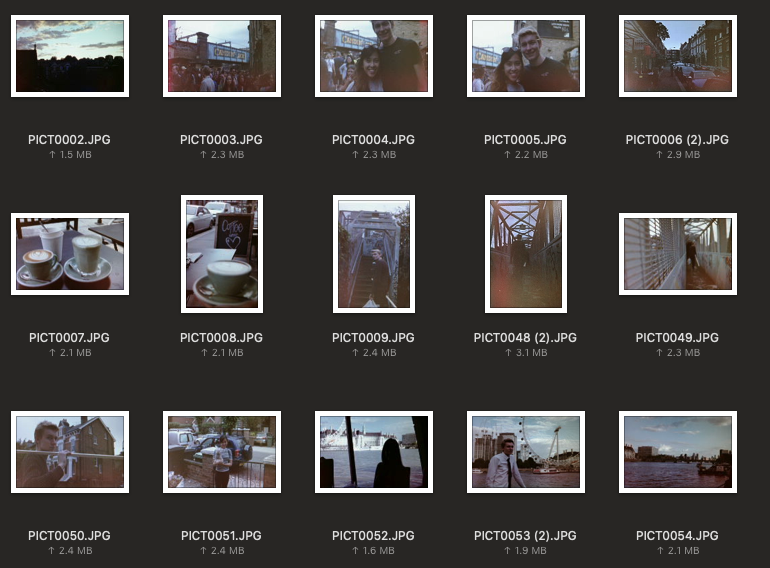 PICT0002.JPG
↑ 1.5 MB
PICT0003.JPG
↑ 2.3 MB
PICT0004.JPG
↑ 2.3 MB
PICT0005.JPG
↑ 2.2 MB
PICT0006 (2).JPG
↑ 2.9 MB
PICT0007.JPG
↑ 2.1 MB
PICT0008.JPG
↑ 2.1 MB
PICT0009.JPG
↑ 2.4 MB
PICT0048 (2).JPG
↑ 3.1 MB
PICT0049.JPG
↑ 2.3 MB
PICT0050.JPG
↑ 2.4 MB
PICT0051.JPG
↑ 2.4 MB
PICT0052.JPG
↑ 1.6 MB
PICT0053 (2).JPG
↑ 1.9 MB
PICT0054.JPG
↑ 2.1 MB